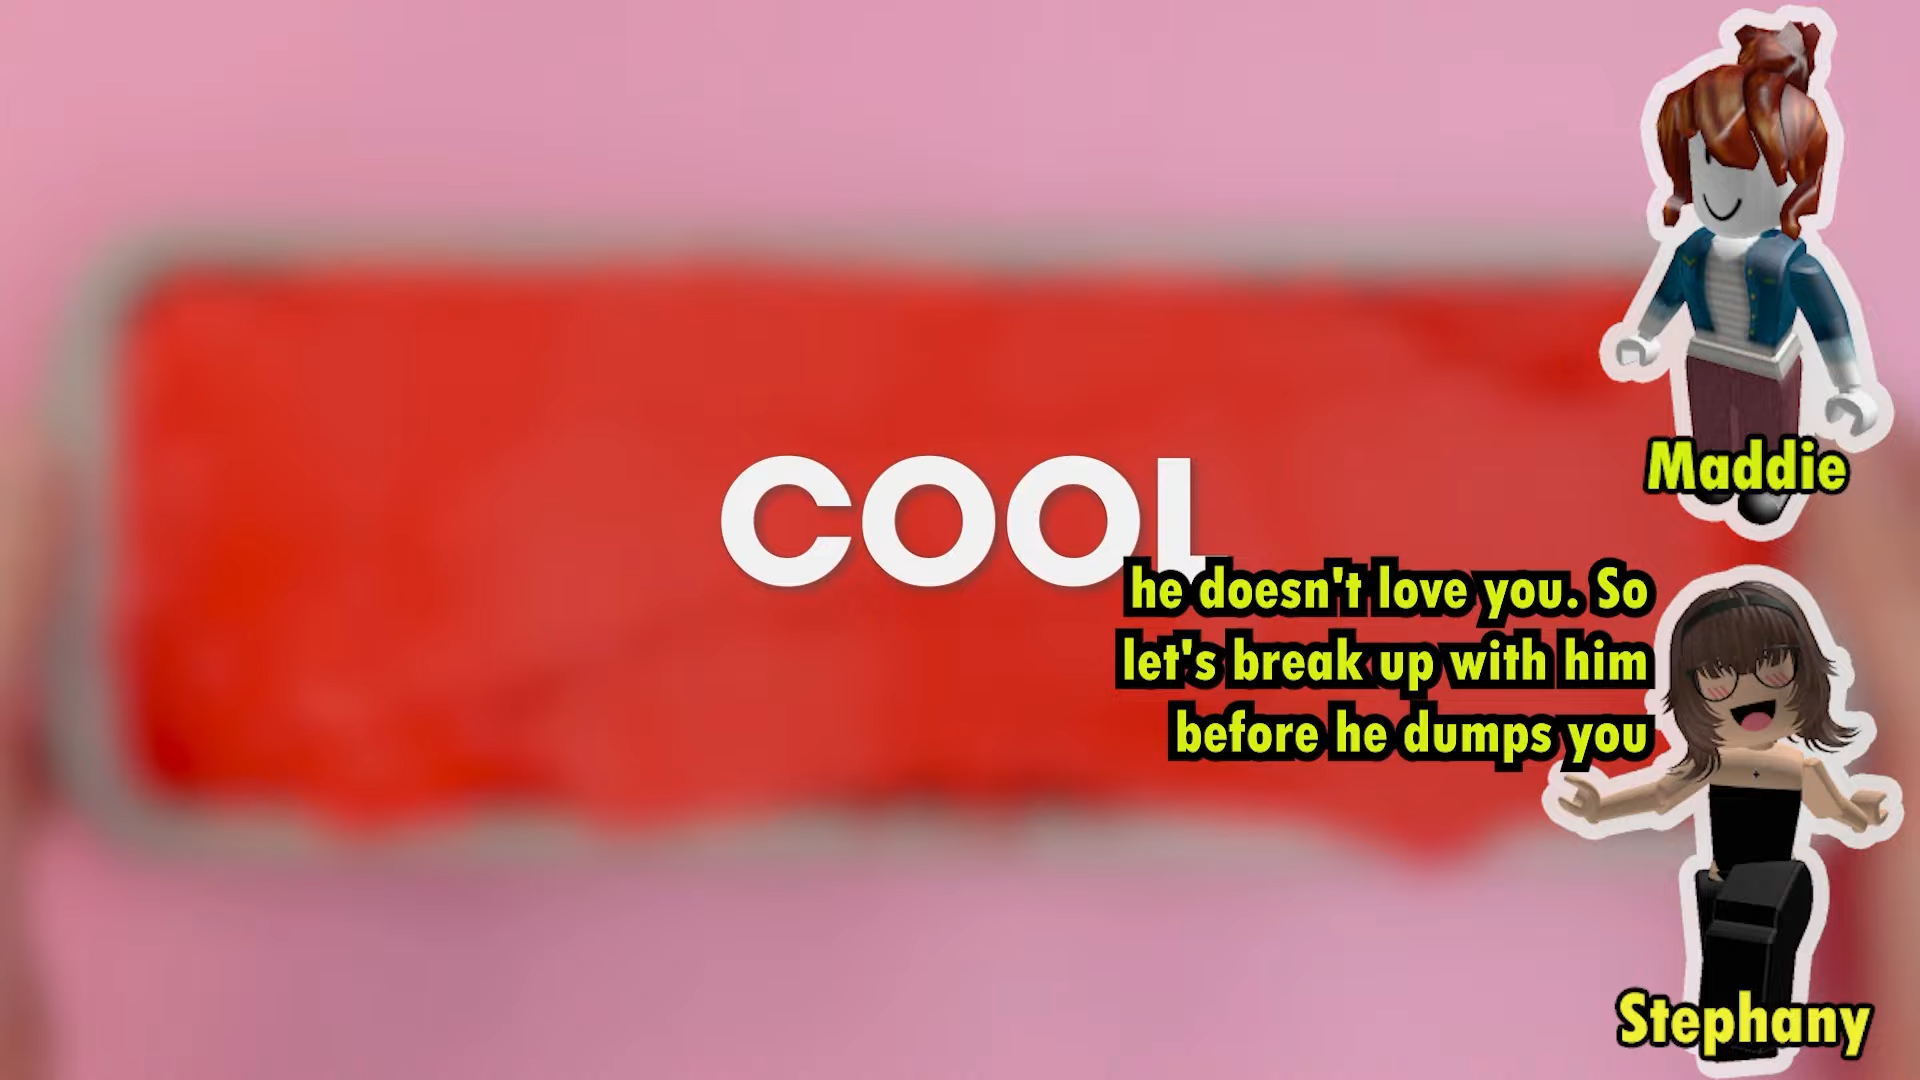 COOL
Maddie
he doesn't love you. So
let's break up with him
before he dumps you
Stephany